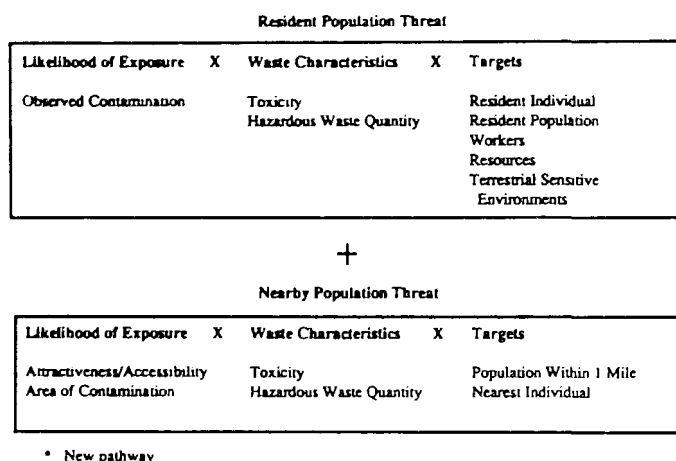 Resident Population Threat
Likelihood of Exposure X Waste Characteristics X Targets
Observed Contamination Toxicity Resident Individual
Hazardous Waste Quantity Resident Population
Workers
Resources
Terrestrial Sensitive
Environments
+
Nearby Population Threat
Likelihood of Exposure X Waste Characteristics X Targets
Attractiveness/Accessibility Toxicity Population Within 1 Mile
Area of Contamination Hazardous Waste Quantity Nearest Individual
* New pathway